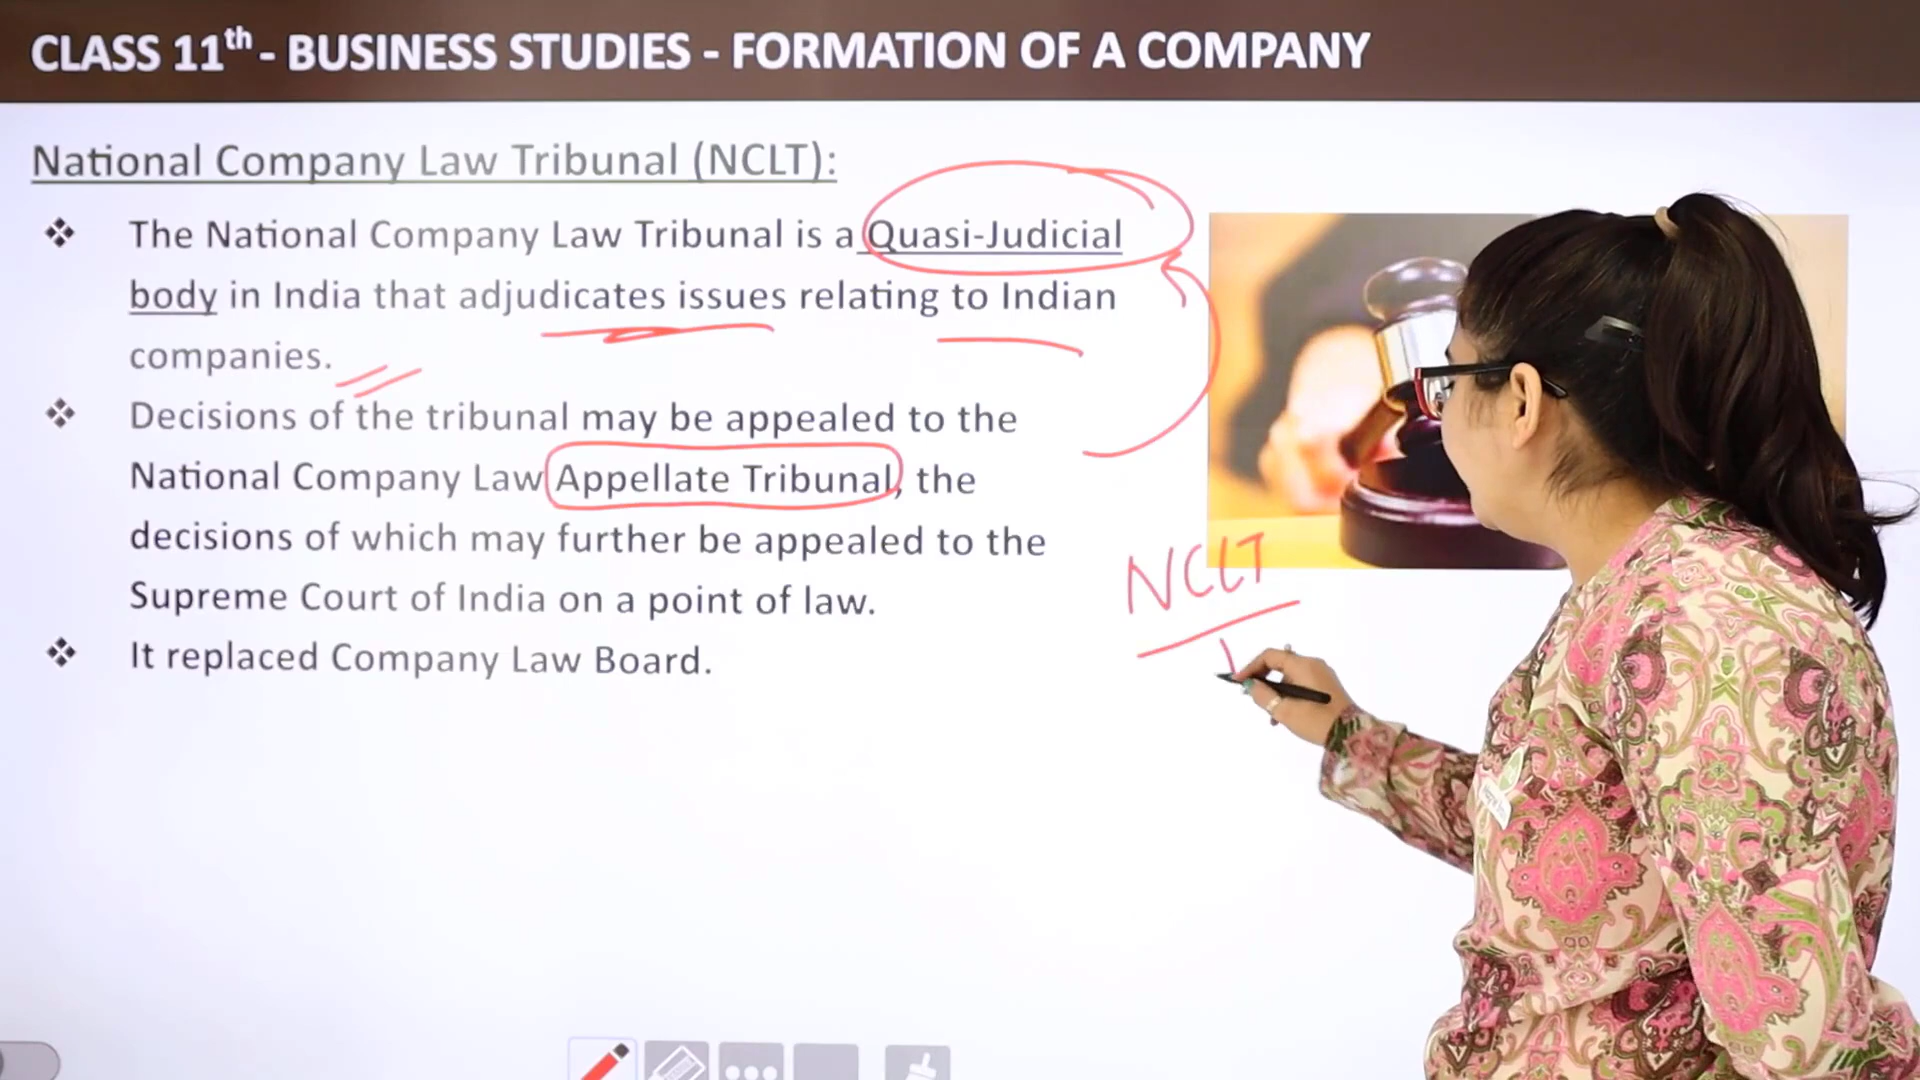 CLASS 11th - BUSINESS STUDIES - FORMATION OF A COMPANY
National Company Law Tribunal (NCLT):
❖ The National Company Law Tribunal is a Quasi-Judicial
body in India that adjudicates issues relating to Indian
companies.
❖ Decisions of the tribunal may be appealed to the
National Company Law Appellate Tribunal, the
decisions of which may further be appealed to the
Supreme Court of India on a point of law.
❖ It replaced Company Law Board.
NCLT